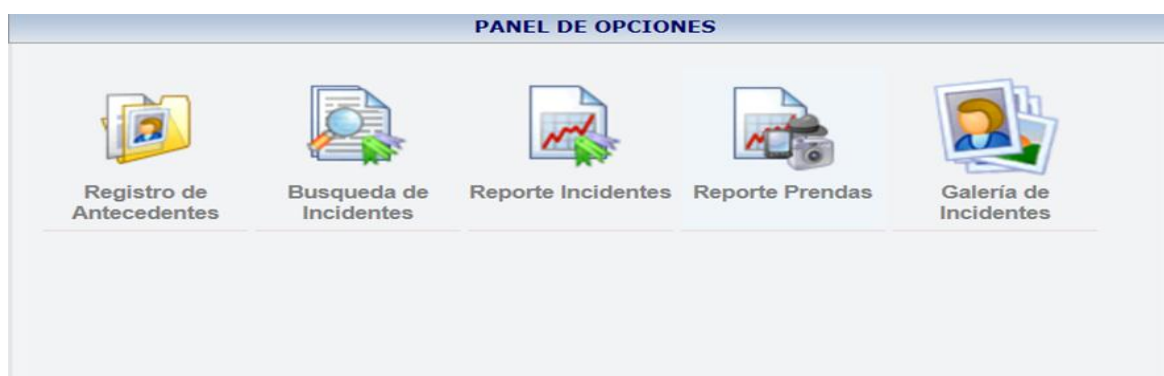 PANEL DE OPCIONES
Registro de
Antecedentes
Busqueda de
Incidentes
Reporte Incidentes
Reporte Prendas
Galería de
Incidentes